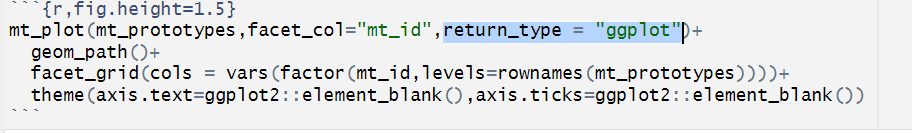 ```{r,fig.height=1.5}
mt_plot(mt_prototypes,facet_col="mt_id",return_type = "ggplot")+
  geom_path()+
  facet_grid(cols = vars(factor(mt_id,levels=rownames(mt_prototypes))))+
  theme(axis.text=ggplot2::element_blank(),axis.ticks=ggplot2::element_blank())
```